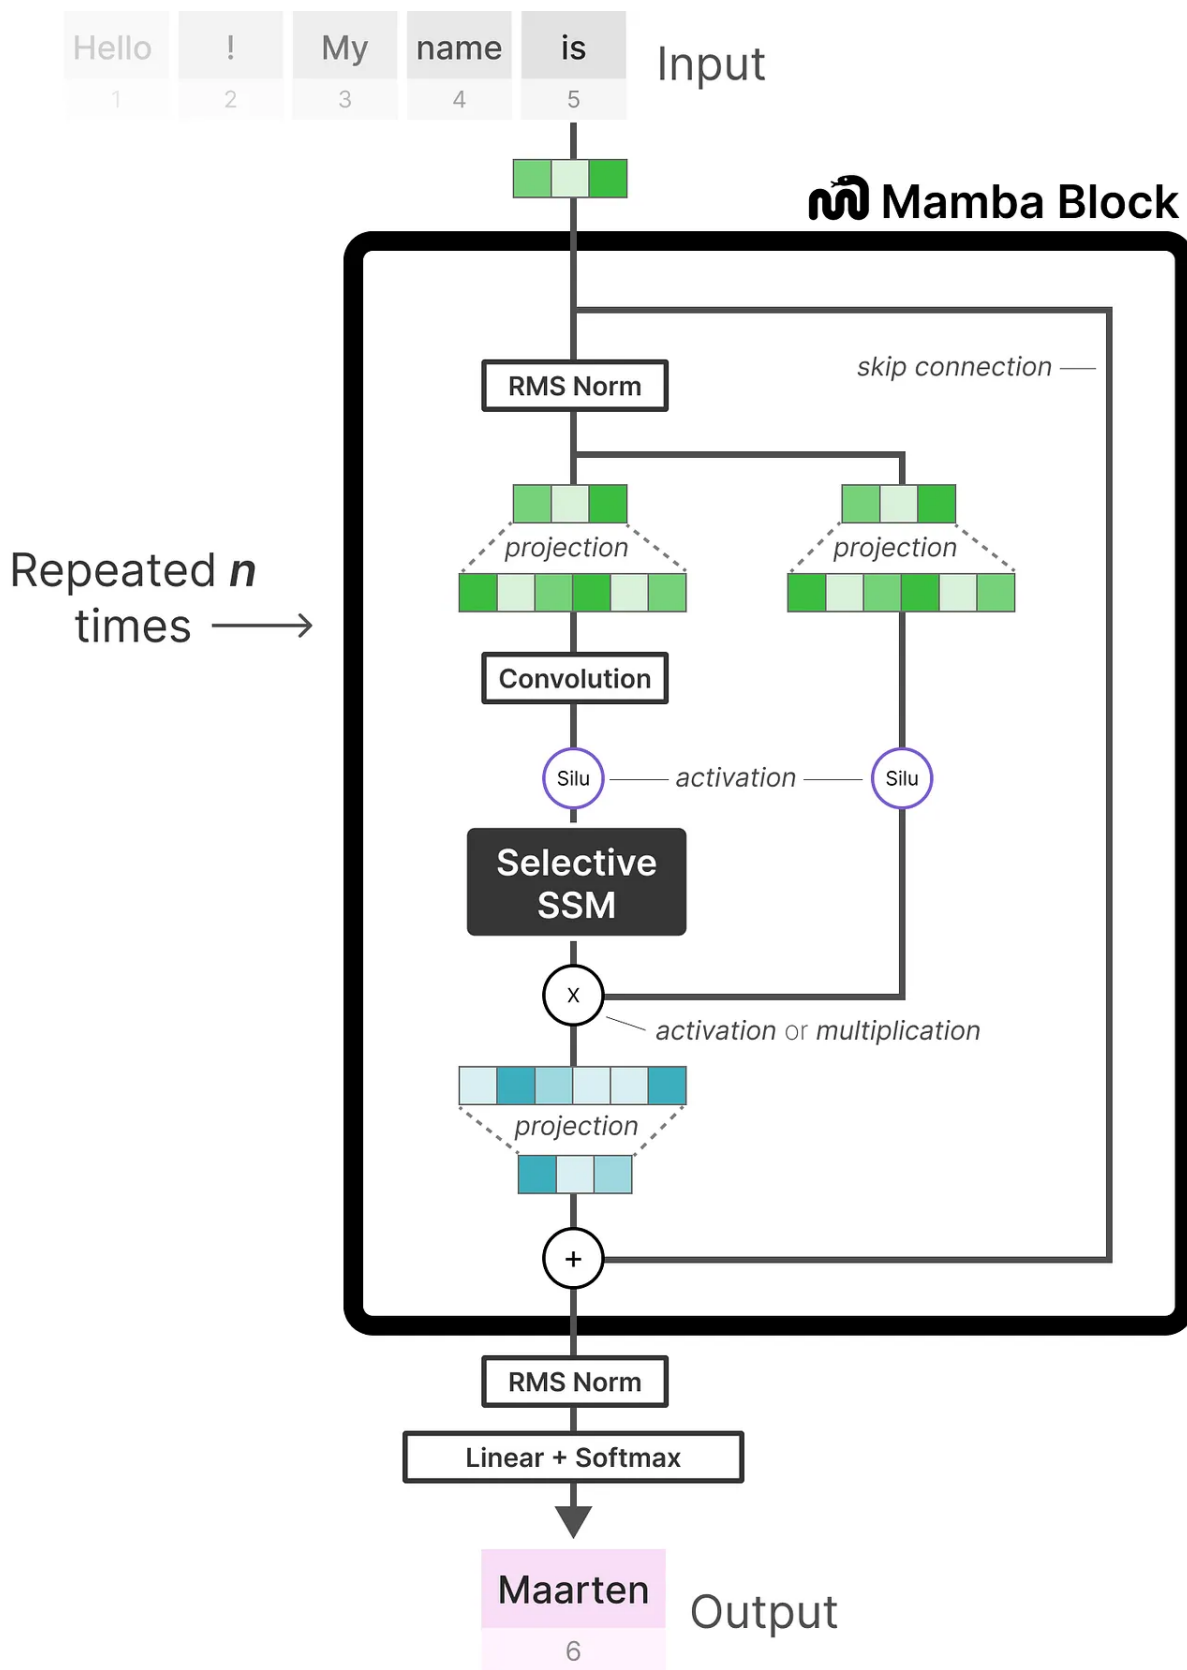 Hello ! My name is
1 2 3 4 5
Input
Mamba Block
skip connection
RMS Norm
projection projection
Repeated n
times
Convolution
Silu activation Silu
Selective
SSM
X
activation or multiplication
projection
+
RMS Norm
Linear + Softmax
Maarten
6
Output